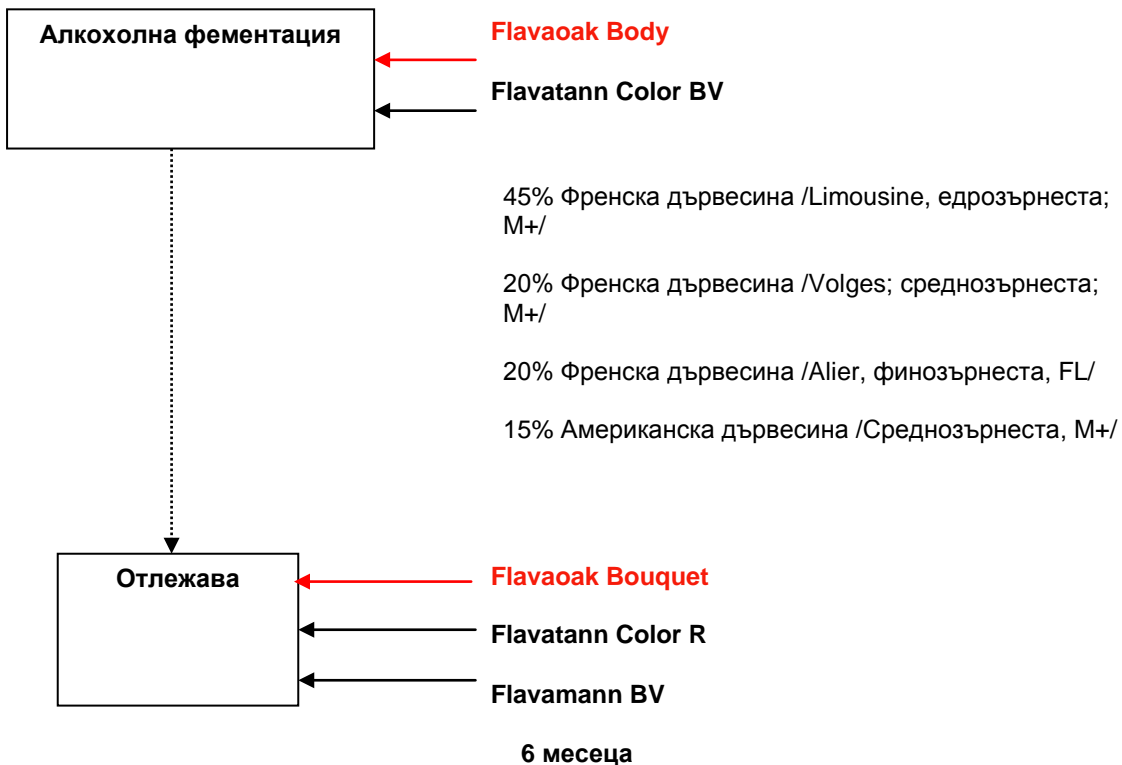 Алкохолна фементация
Flavaoak Body
Flavatann Color BV
45% Френска дървесина /Limousine, едрозърнеста;
M+/
20% Френска дървесина /Volges; среднозърнеста;
M+/
20% Френска дървесина /Alier, финозърнеста, FL/
15% Американска дървесина /Среднозърнеста, M+/
Отлежава
Flavaoak Bouquet
Flavatann Color R
Flavamann BV
6 месеца